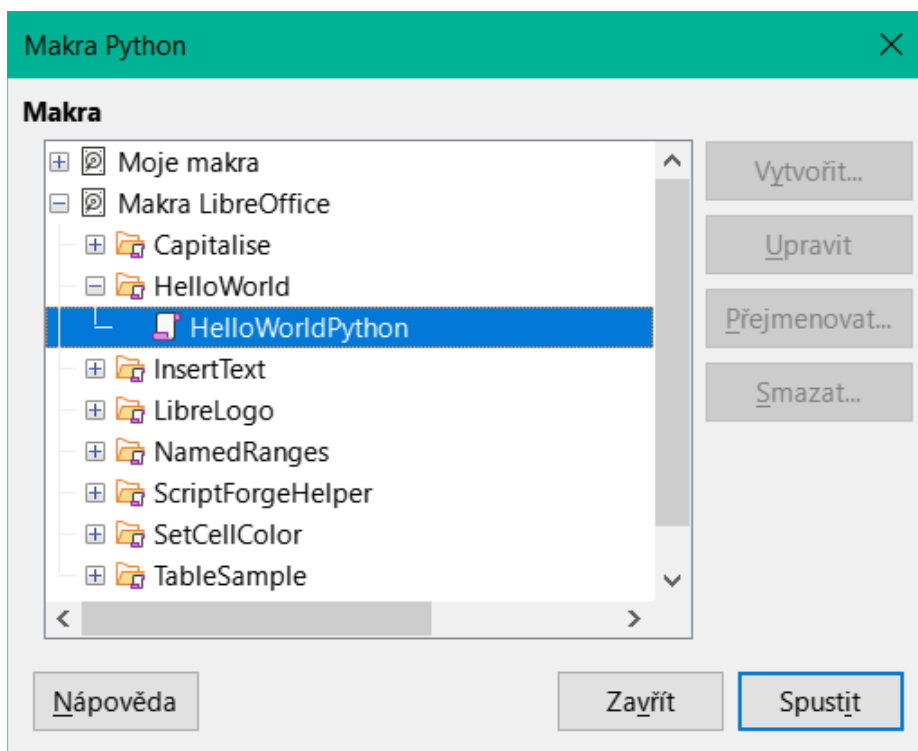 Makra Python
Makra
Moje makra
Makra LibreOffice
Capitalise
HelloWorld
HelloWorldPython
InsertText
LibreLogo
NamedRanges
ScriptForgeHelper
SetCellColor
TableSample
Vytvořit...
Upravit
Přejmenovat...
Smazat...
Nápověda
Zavřít
Spustit